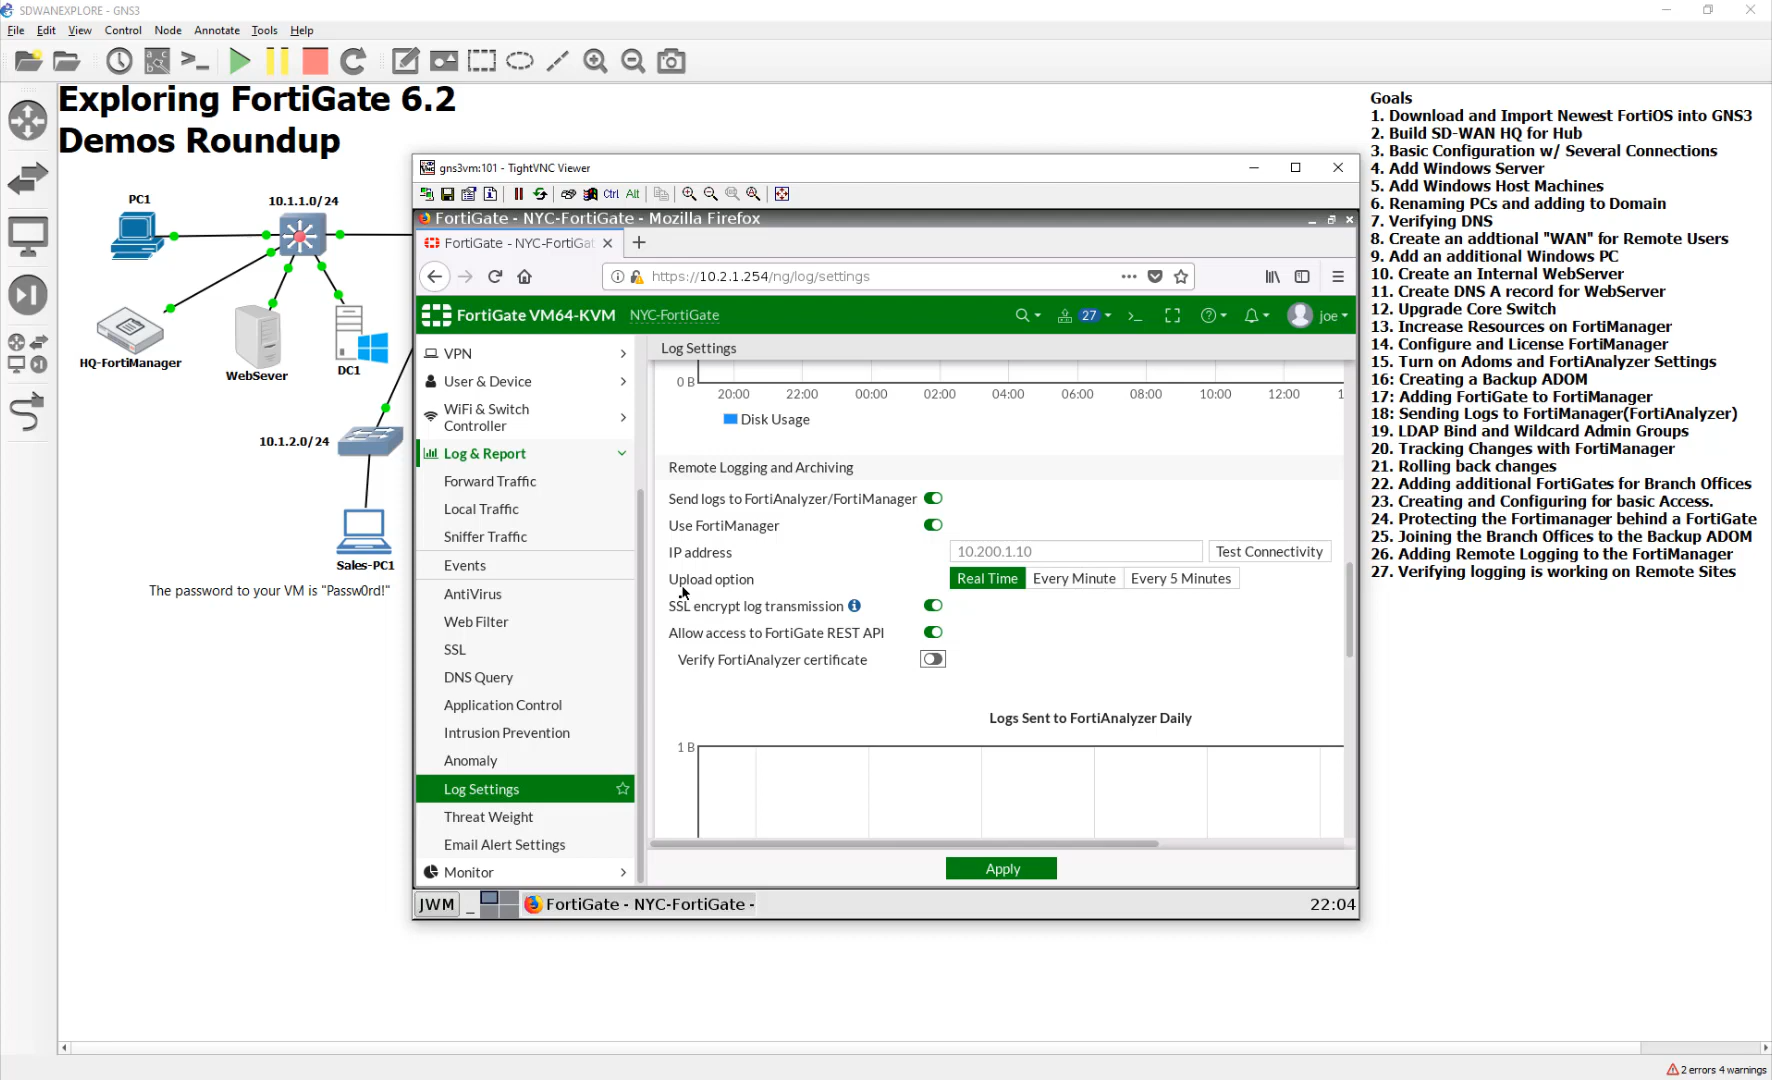 SDWANEXPLORE - GNS3
File Edit View Control Node Annotate Tools Help
Exploring FortiGate 6.2
Demos Roundup
PC1
10.1.1.0/24
HQ-FortiManager
WebSever
DC1
10.1.2.0/24
Sales-PC1
The password to your VM is "Passw0rd!"
gns3vm:101 - TightVNC Viewer
Ctrl Alt
FortiGate - NYC-FortiGate - Mozilla Firefox
FortiGate - NYC-FortiGat
https://10.2.1.254/ng/log/settings
FortiGate VM64-KVM NYC-FortiGate
27
joe
VPN
User & Device
WiFi & Switch
Controller
Log & Report
Forward Traffic
Local Traffic
Sniffer Traffic
Events
AntiVirus
Web Filter
SSL
DNS Query
Application Control
Intrusion Prevention
Anomaly
Log Settings
Threat Weight
Email Alert Settings
Monitor
Log Settings
0 B
20:00 22:00 00:00 02:00 04:00 06:00 08:00 10:00 12:00 1
Disk Usage
Remote Logging and Archiving
Send logs to FortiAnalyzer/FortiManager
Use FortiManager
IP address 10.200.1.10 Test Connectivity
Upload option Real Time Every Minute Every 5 Minutes
SSL encrypt log transmission
Allow access to FortiGate REST API
Verify FortiAnalyzer certificate
Logs Sent to FortiAnalyzer Daily
1 B
Apply
JWM
FortiGate - NYC-FortiGate -
22:04
Goals
1. Download and Import Newest FortiOS into GNS3
2. Build SD-WAN HQ for Hub
3. Basic Configuration w/ Several Connections
4. Add Windows Server
5. Add Windows Host Machines
6. Renaming PCs and adding to Domain
7. Verifying DNS
8. Create an addtional "WAN" for Remote Users
9. Add an additional Windows PC
10. Create an Internal WebServer
11. Create DNS A record for WebServer
12. Upgrade Core Switch
13. Increase Resources on FortiManager
14. Configure and License FortiManager
15. Turn on Adoms and FortiAnalyzer Settings
16: Creating a Backup ADOM
17: Adding FortiGate to FortiManager
18: Sending Logs to FortiManager(FortiAnalyzer)
19. LDAP Bind and Wildcard Admin Groups
20. Tracking Changes with FortiManager
21. Rolling back changes
22. Adding additional FortiGates for Branch Offices
23. Creating and Configuring for basic Access.
24. Protecting the Fortimanager behind a FortiGate
25. Joining the Branch Offices to the Backup ADOM
26. Adding Remote Logging to the FortiManager
27. Verifying logging is working on Remote Sites
2 errors 4 warnings